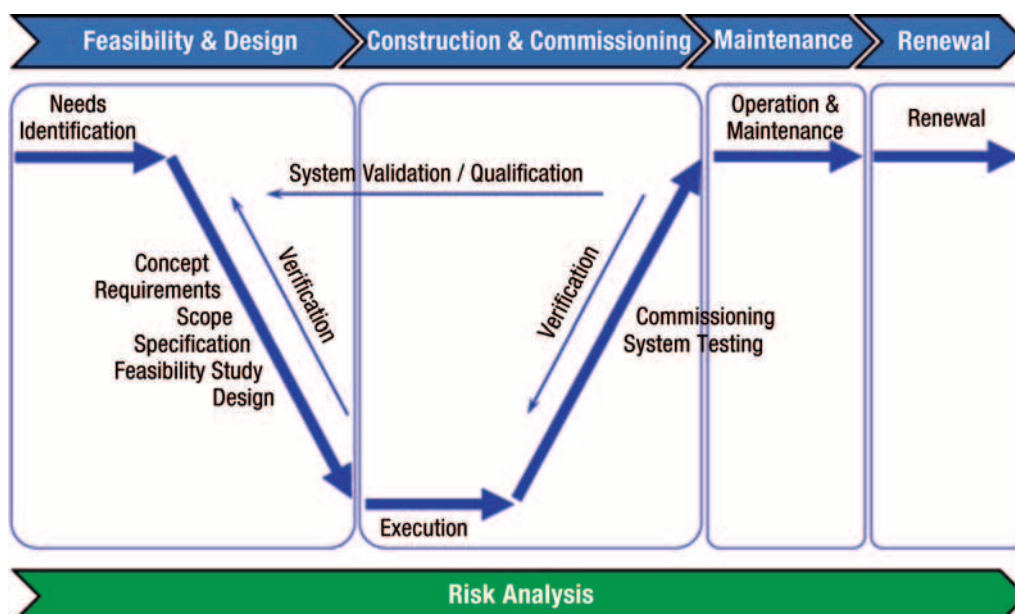 Feasibility & Design
Construction & Commissioning
Maintenance
Renewal
Needs
Identification
Operation &
Maintenance
Renewal
System Validation / Qualification
Verification
Verification
Concept
Requirements
Scope
Specification
Feasibility Study
Design
Commissioning
System Testing
Execution
Risk Analysis